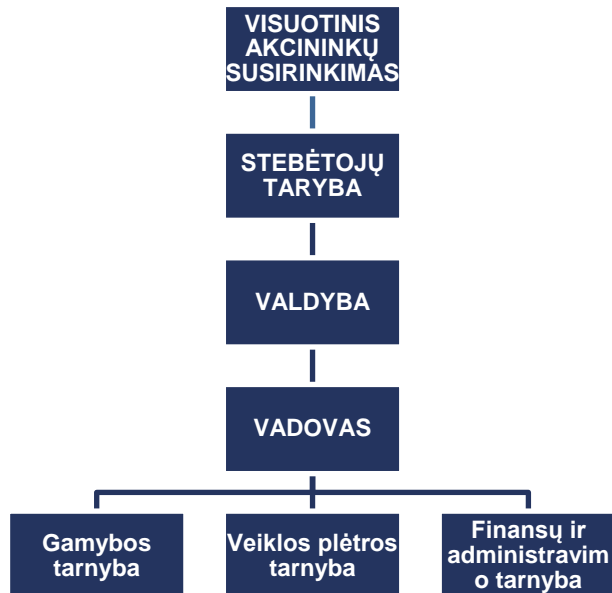 VISUOTINIS
AKCININKŲ
SUSIRINKIMAS
STEBĖTOJŲ
TARYBA
VALDYBA
VADOVAS
Gamybos
tarnyba
Veiklos plėtros
tarnyba
Finansų ir
administravim
o tarnyba